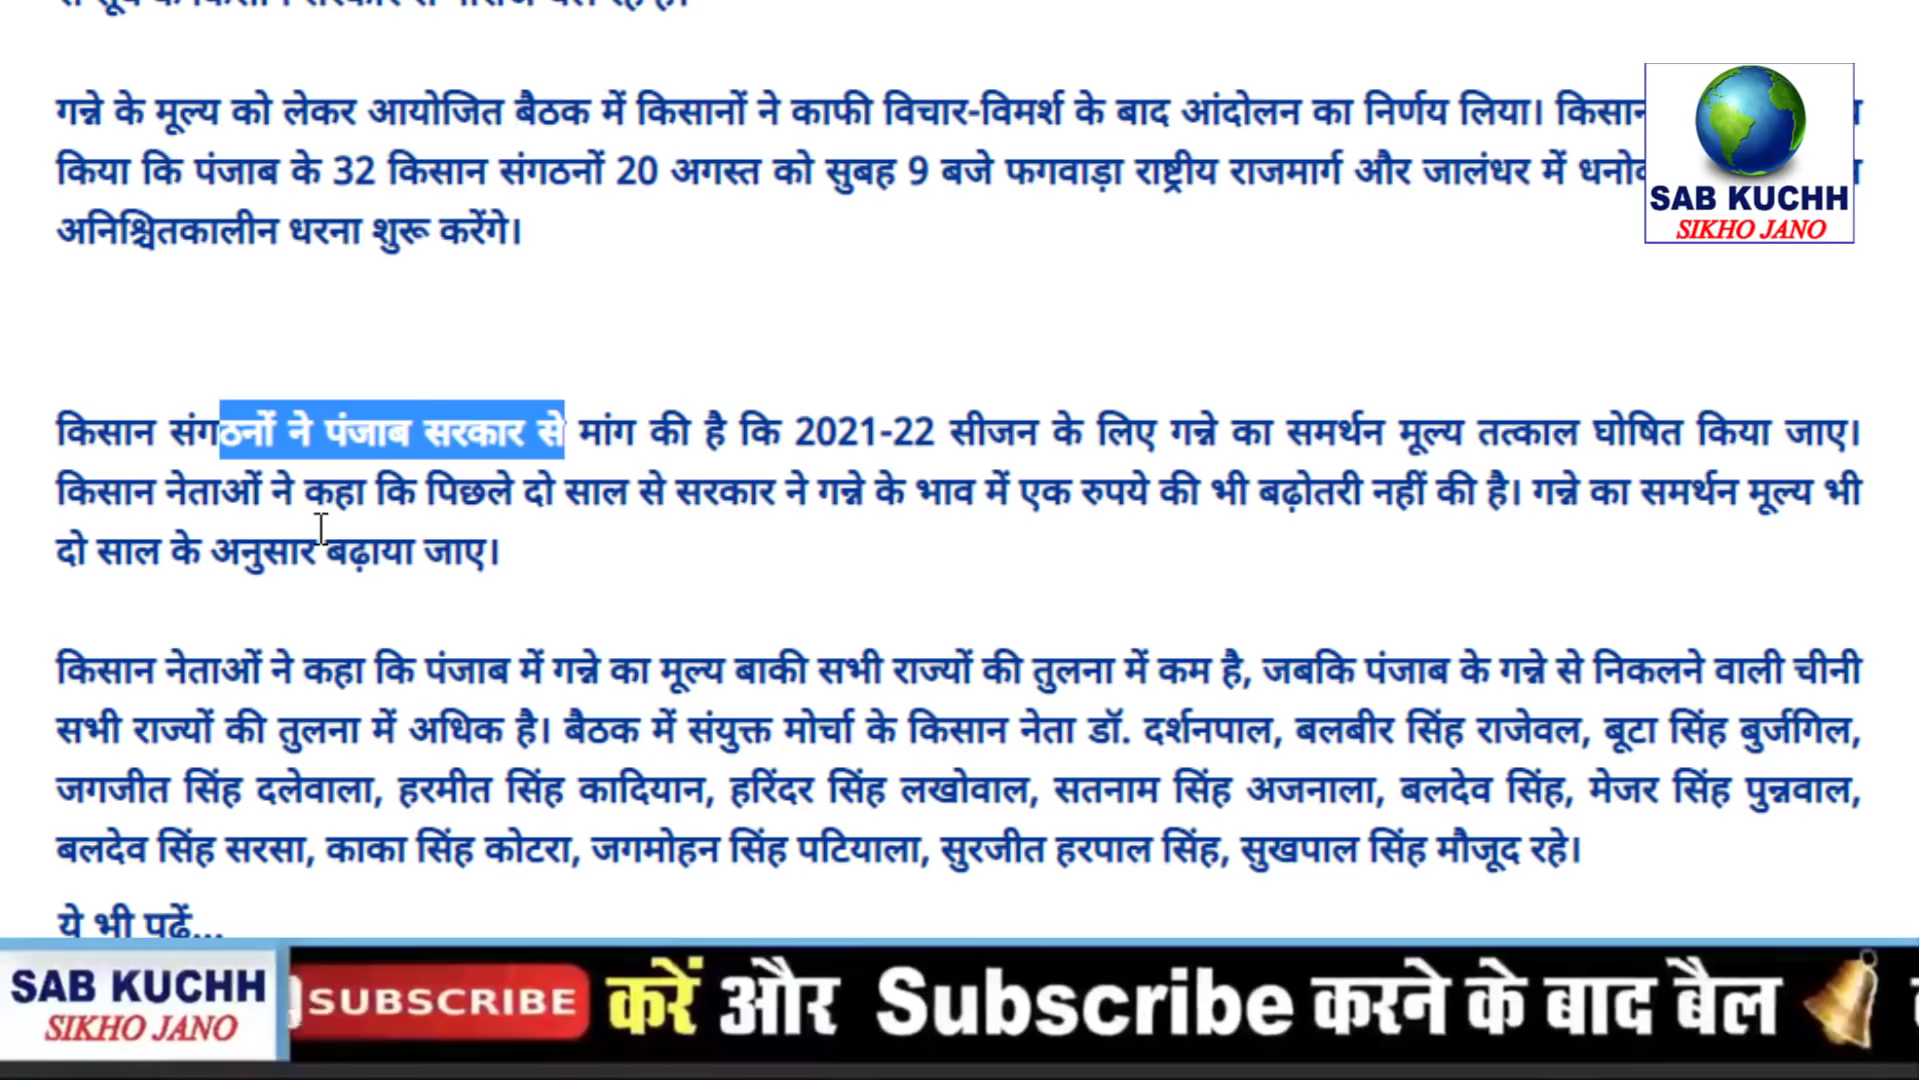 गन्ने के मूल्य को लेकर आयोजित बैठक में किसानों ने काफी विचार-विमर्श के बाद आंदोलन का निर्णय लिया। किसान
किया कि पंजाब के 32 किसान संगठनों 20 अगस्त को सुबह 9 बजे फगवाड़ा राष्ट्रीय राजमार्ग और जालंधर में
अनिश्चितकालीन धरना शुरू करेंगे।
SAB KUCHH
SIKHO JANO
किसान संगठनों ने पंजाब सरकार से मांग की है कि 2021-22 सीजन के लिए गन्ने का समर्थन मूल्य तत्काल घोषित किया जाए।
किसान नेताओं ने कहा कि पिछले दो साल से सरकार ने गन्ने के भाव में एक रुपये की भी बढ़ोतरी नहीं की है। गन्ने का समर्थन मूल्य भी
दो साल के अनुसार बढ़ाया जाए।
किसान नेताओं ने कहा कि पंजाब में गन्ने का मूल्य बाकी सभी राज्यों की तुलना में कम है, जबकि पंजाब के गन्ने से निकलने वाली चीनी
सभी राज्यों की तुलना में अधिक है। बैठक में संयुक्त मोर्चा के किसान नेता डॉ. दर्शनपाल, बलबीर सिंह राजेवल, बूटा सिंह बुर्जगिल,
जगजीत सिंह दलेवाला, हरमीत सिंह कादियान, हरिंदर सिंह लखोवाल, सतनाम सिंह अजनाला, बलदेव सिंह, मेजर सिंह पुन्नवाल,
बलदेव सिंह सरसा, काका सिंह कोटरा, जगमोहन सिंह पटियाला, सुरजीत हरपाल सिंह, सुखपाल सिंह मौजूद रहे।
ये भी पढ़ें...
SAB KUCHH
SIKHO JANO
SUBSCRIBE करें और Subscribe करने के बाद बैल